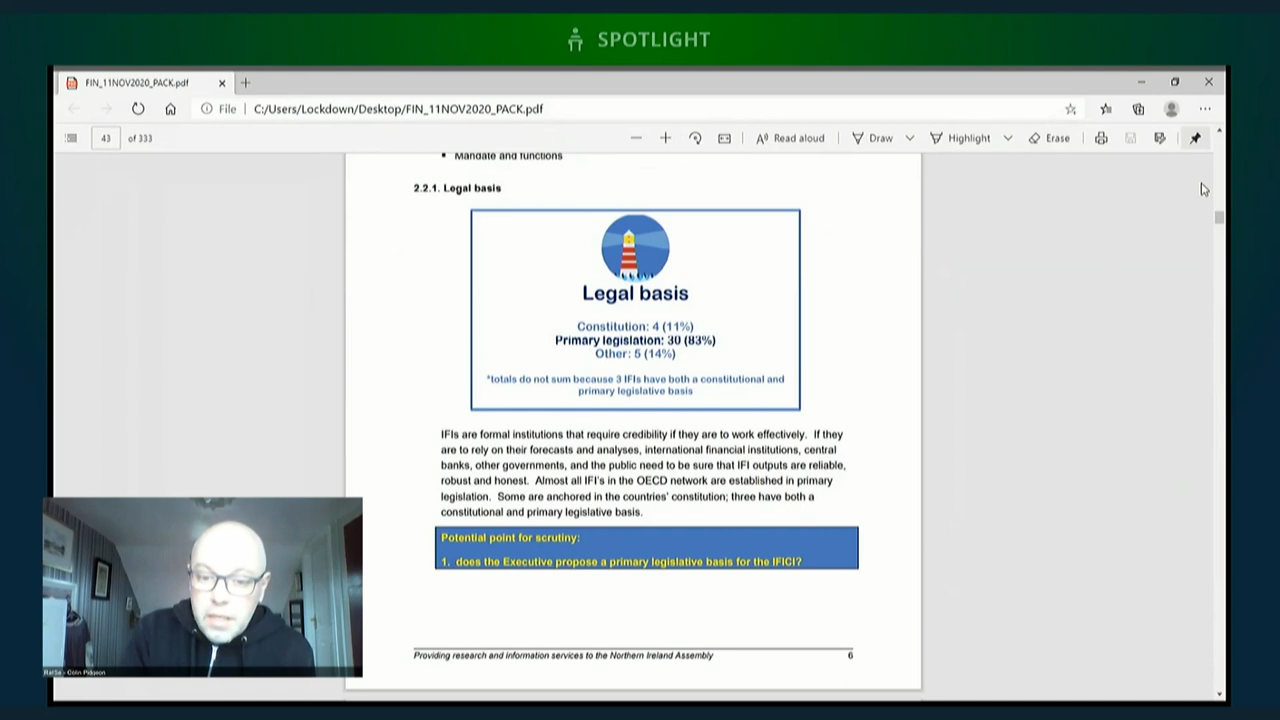 SPOTLIGHT
FIN_11NOV2020_PACK.pdf
File
C:/Users/Lockdown/Desktop/FIN_11NOV2020_PACK.pdf
43 of 333
Read aloud
Draw
Highlight
Erase
Mandate and functions
2.2.1. Legal basis
Legal basis
Constitution: 4 (11%)
Primary legislation: 30 (83%)
Other: 5 (14%)
*totals do not sum because 3 IFIs have both a constitutional and
primary legislative basis
IFIs are formal institutions that require credibility if they are to work effectively. If they
are to rely on their forecasts and analyses, international financial institutions, central
banks, other governments, and the public need to be sure that IFI outputs are reliable,
robust and honest. Almost all IFI's in the OECD network are established in primary
legislation. Some are anchored in the countries' constitution; three have both a
constitutional and primary legislative basis.
Potential point for scrutiny:
1. does the Executive propose a primary legislative basis for the IFICI?
Providing research and information services to the Northern Ireland Assembly 6
RaISe - Colin Pidgeon